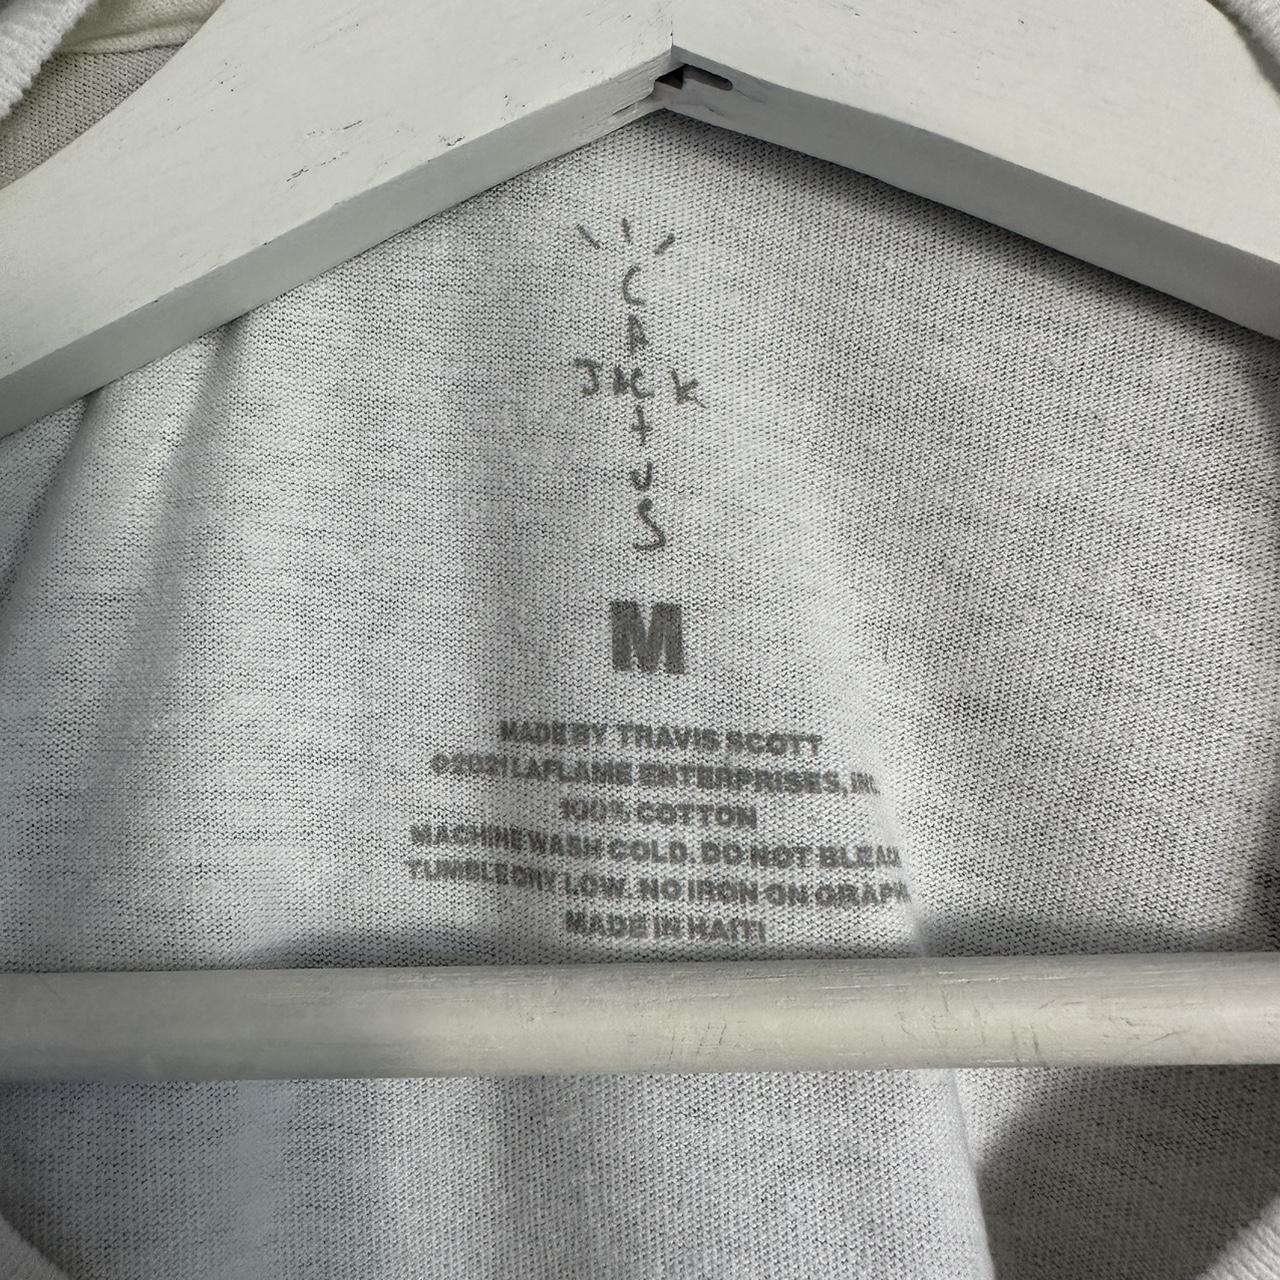 CACTUS
JACK
M
MADE BY TRAVIS SCOTT
©2021 LAFLAME ENTERPRISES, INC.
100% COTTON
MACHINE WASH COLD. DO NOT BLEACH
TUMBLE DRY LOW. NO IRON ON GRAPH
MADE IN HAITI